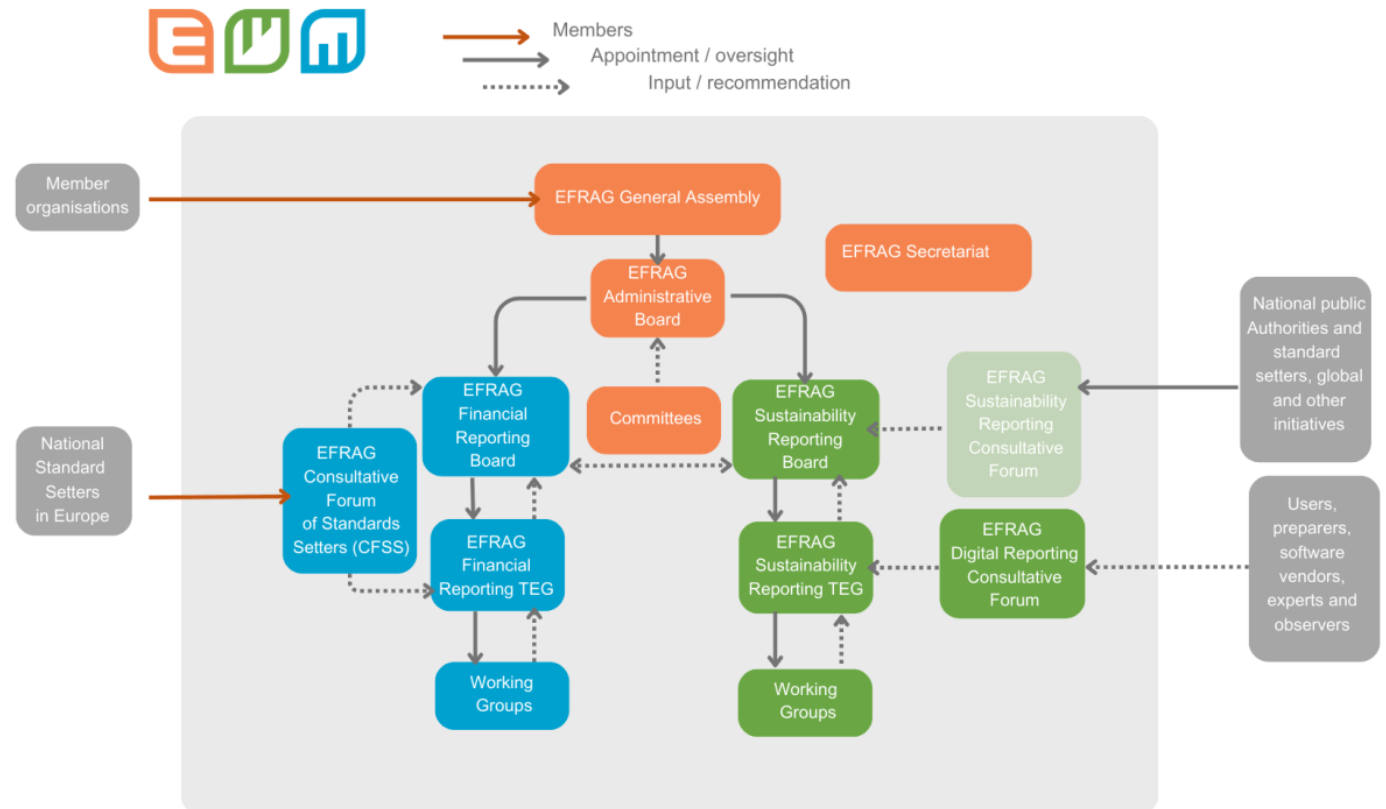 Members
Appointment / oversight
Input / recommendation
Member
organisations
EFRAG General Assembly
EFRAG Secretariat
EFRAG
Administrative
Board
National public
Authorities and
standard
setters, global
and other
initiatives
EFRAG
Financial
Reporting
Board
Committees
EFRAG
Sustainability
Reporting
Board
EFRAG
Sustainability
Reporting
Consultative
Forum
National
Standard
Setters
in Europe
EFRAG
Consultative
Forum
of Standards
Setters (CFSS)
EFRAG
Financial
Reporting TEG
EFRAG
Sustainability
Reporting TEG
EFRAG
Digital Reporting
Consultative
Forum
Users,
preparers,
software
vendors,
experts and
observers
Working
Groups
Working
Groups